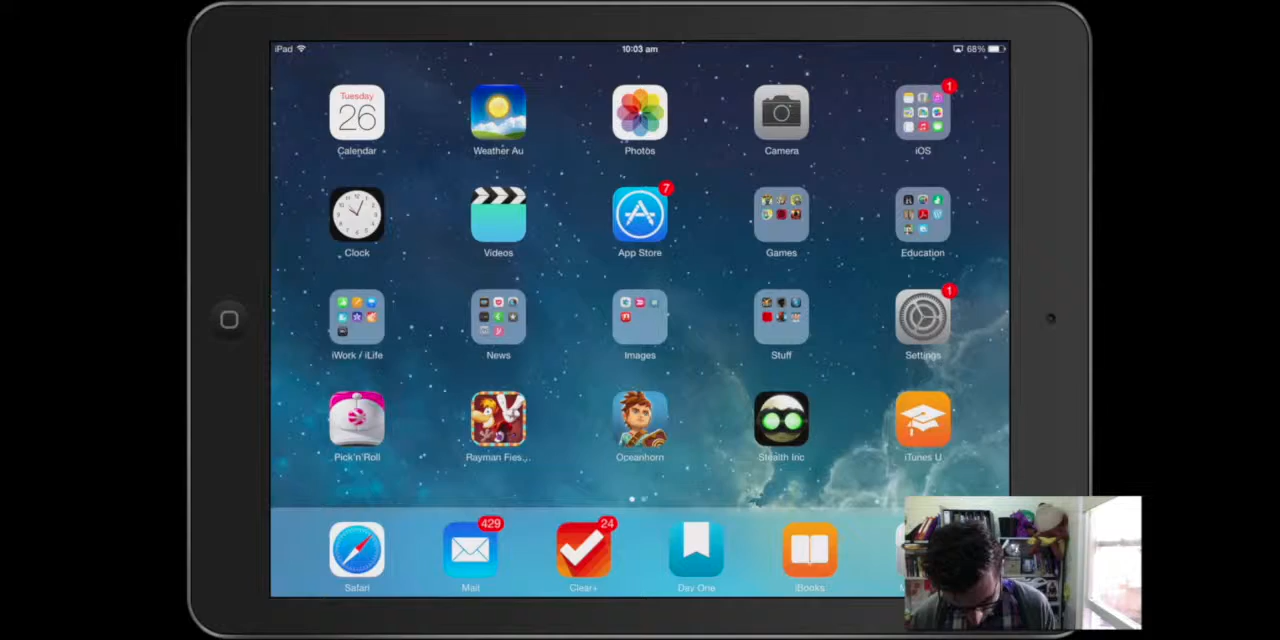 iPad
10:03 am
68%
Tuesday
26
Calendar
Weather Au
Photos
Camera
1
iOS
Clock
Videos
7
App Store
Games
Education
iWork / iLife
News
Images
Stuff
1
Settings
Pick'n'Roll
Rayman Fies...
Oceanhorn
Stealth Inc
iTunes U
Safari
429
Mail
24
Clear+
Day One
iBooks